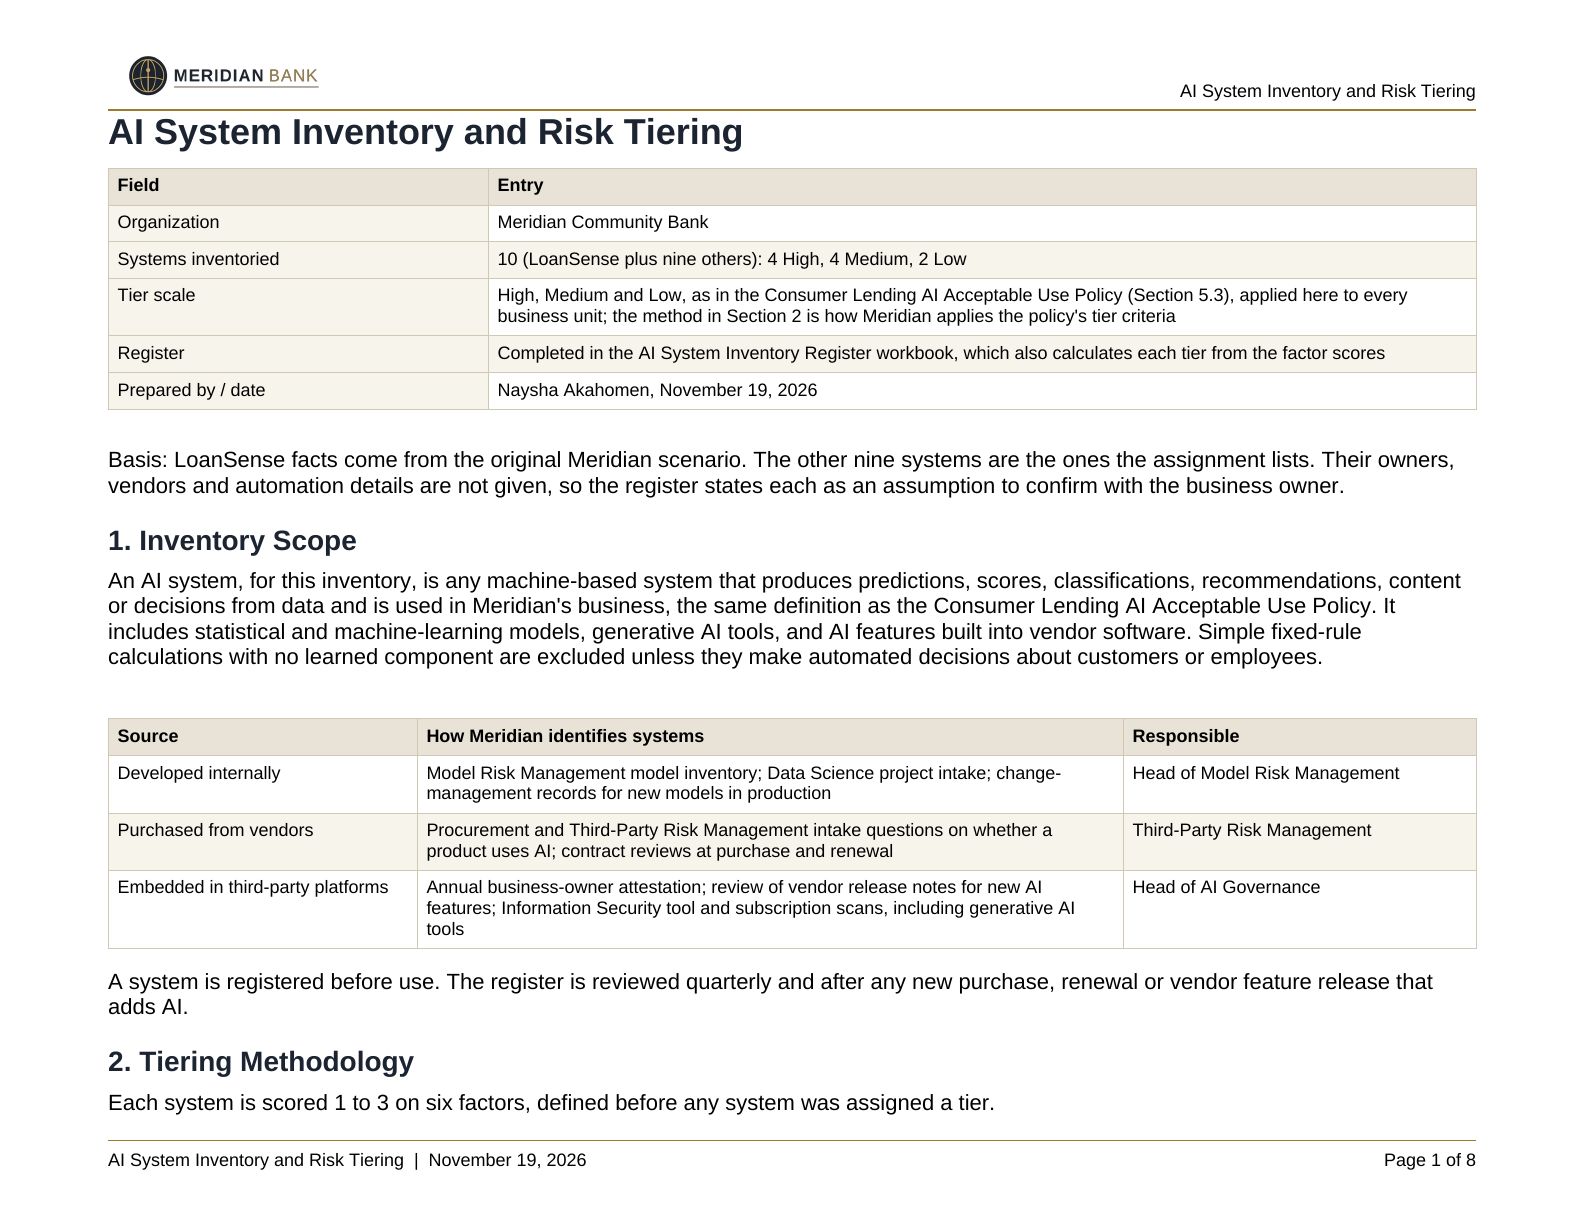 MERIDIAN BANK
AI System Inventory and Risk Tiering
AI System Inventory and Risk Tiering
Field Entry
Organization Meridian Community Bank
Systems inventoried 10 (LoanSense plus nine others): 4 High, 4 Medium, 2 Low
Tier scale High, Medium and Low, as in the Consumer Lending AI Acceptable Use Policy (Section 5.3), applied here to every
business unit; the method in Section 2 is how Meridian applies the policy's tier criteria
Register Completed in the AI System Inventory Register workbook, which also calculates each tier from the factor scores
Prepared by / date Naysha Akahomen, November 19, 2026
Basis: LoanSense facts come from the original Meridian scenario. The other nine systems are the ones the assignment lists. Their owners,
vendors and automation details are not given, so the register states each as an assumption to confirm with the business owner.
1. Inventory Scope
An AI system, for this inventory, is any machine-based system that produces predictions, scores, classifications, recommendations, content
or decisions from data and is used in Meridian's business, the same definition as the Consumer Lending AI Acceptable Use Policy. It
includes statistical and machine-learning models, generative AI tools, and AI features built into vendor software. Simple fixed-rule
calculations with no learned component are excluded unless they make automated decisions about customers or employees.
Source How Meridian identifies systems Responsible
Developed internally Model Risk Management model inventory; Data Science project intake; change- Head of Model Risk Management
management records for new models in production
Purchased from vendors Procurement and Third-Party Risk Management intake questions on whether a Third-Party Risk Management
product uses AI; contract reviews at purchase and renewal
Embedded in third-party platforms Annual business-owner attestation; review of vendor release notes for new AI Head of AI Governance
features; Information Security tool and subscription scans, including generative AI
tools
A system is registered before use. The register is reviewed quarterly and after any new purchase, renewal or vendor feature release that
adds AI.
2. Tiering Methodology
Each system is scored 1 to 3 on six factors, defined before any system was assigned a tier.
AI System Inventory and Risk Tiering | November 19, 2026 Page 1 of 8